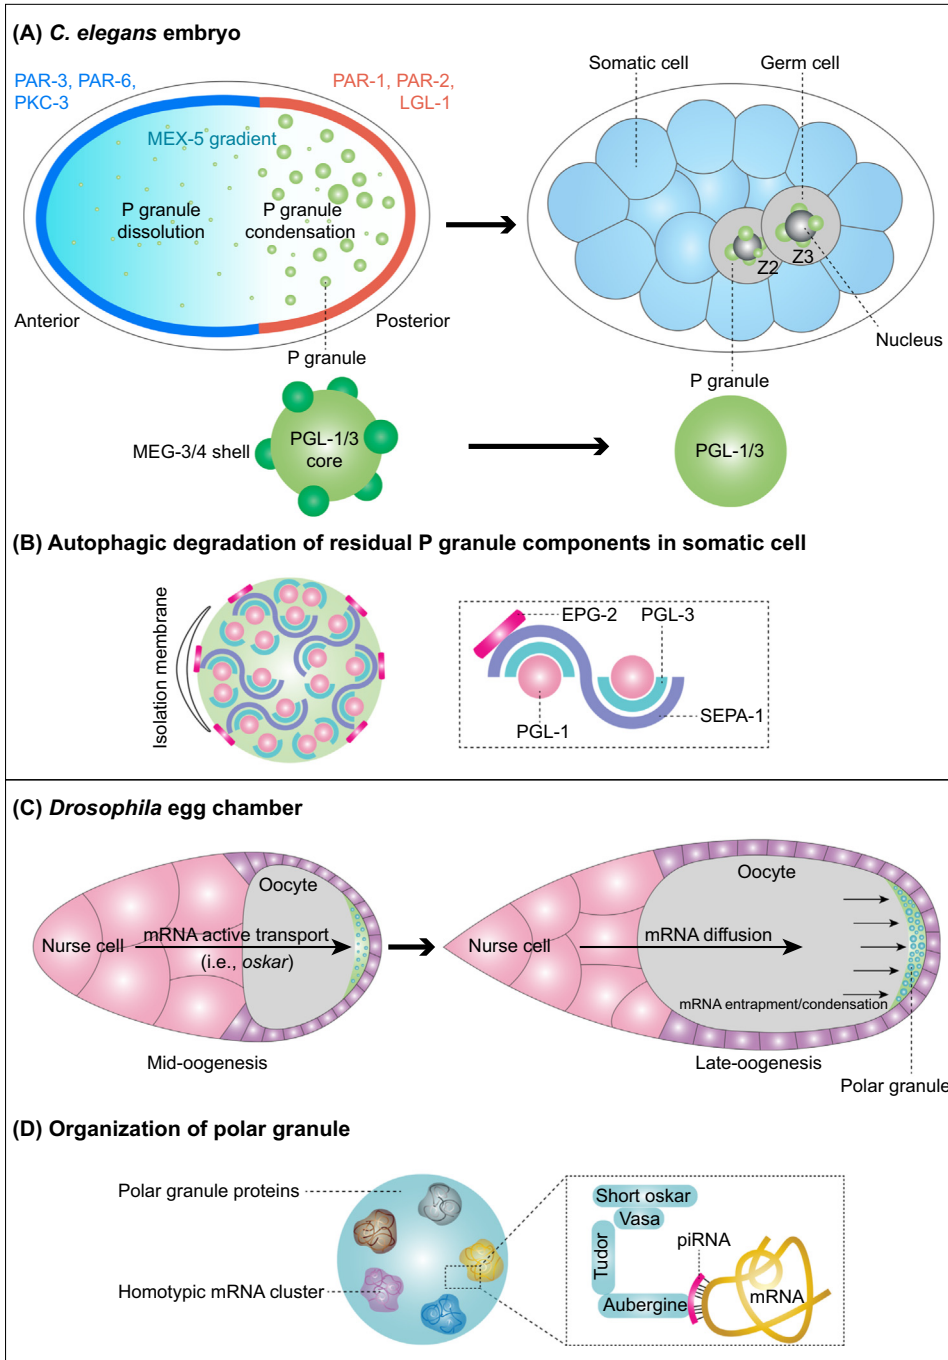 (A) C. elegans embryo
PAR-3, PAR-6,
PKC-3
PAR-1, PAR-2,
LGL-1
MEX-5 gradient
P granule
dissolution
P granule
condensation
Anterior
Posterior
P granule
Somatic cell
Germ cell
Z2
Z3
Nucleus
P granule
MEG-3/4 shell
PGL-1/3
core
PGL-1/3
(B) Autophagic degradation of residual P granule components in somatic cell
Isolation membrane
EPG-2
PGL-3
PGL-1
SEPA-1
(C) Drosophila egg chamber
Oocyte
Nurse cell
mRNA active transport
(i.e., oskar)
Mid-oogenesis
Oocyte
Nurse cell
mRNA diffusion
mRNA entrapment/condensation
Late-oogenesis
Polar granule
(D) Organization of polar granule
Polar granule proteins
Homotypic mRNA cluster
Short oskar
Vasa
Tudor
piRNA
Aubergine
mRNA